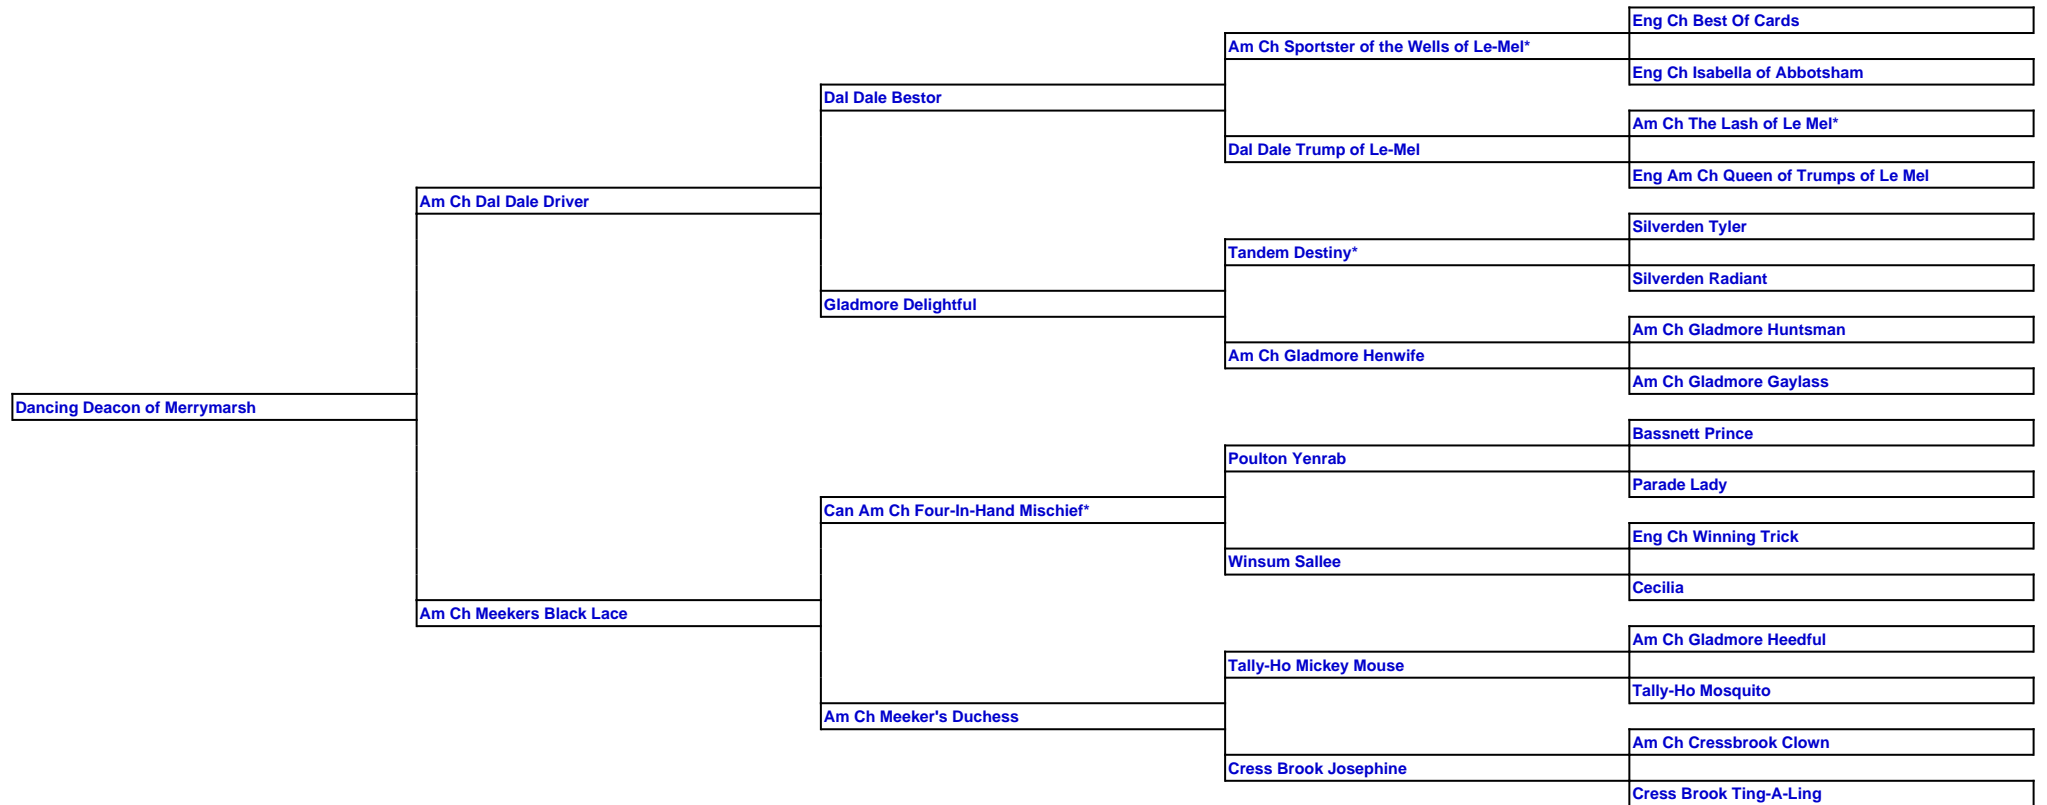 Eng Ch Best Of Cards
Am Ch Sportster of the Wells of Le-Mel*
Eng Ch Isabella of Abbotsham
Dal Dale Bestor
Am Ch The Lash of Le Mel*
Dal Dale Trump of Le-Mel
Eng Am Ch Queen of Trumps of Le Mel
Am Ch Dal Dale Driver
Silverden Tyler
Tandem Destiny*
Silverden Radiant
Gladmore Delightful
Am Ch Gladmore Huntsman
Am Ch Gladmore Henwife
Am Ch Gladmore Gaylass
Dancing Deacon of Merrymarsh
Bassnett Prince
Poulton Yenrab
Parade Lady
Can Am Ch Four-In-Hand Mischief*
Eng Ch Winning Trick
Winsum Sallee
Cecilia
Am Ch Meekers Black Lace
Am Ch Gladmore Heedful
Tally-Ho Mickey Mouse
Tally-Ho Mosquito
Am Ch Meeker's Duchess
Am Ch Cressbrook Clown
Cress Brook Josephine
Cress Brook Ting-A-Ling